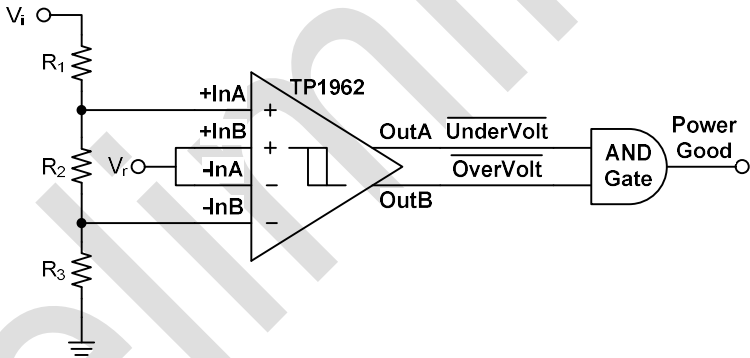 Vi
R1
TP1962
+InA
+
+InB
+
Vr
-InA
−
-InB
−
R2
R3
OutA
UnderVolt
OverVolt
OutB
AND
Gate
Power
Good